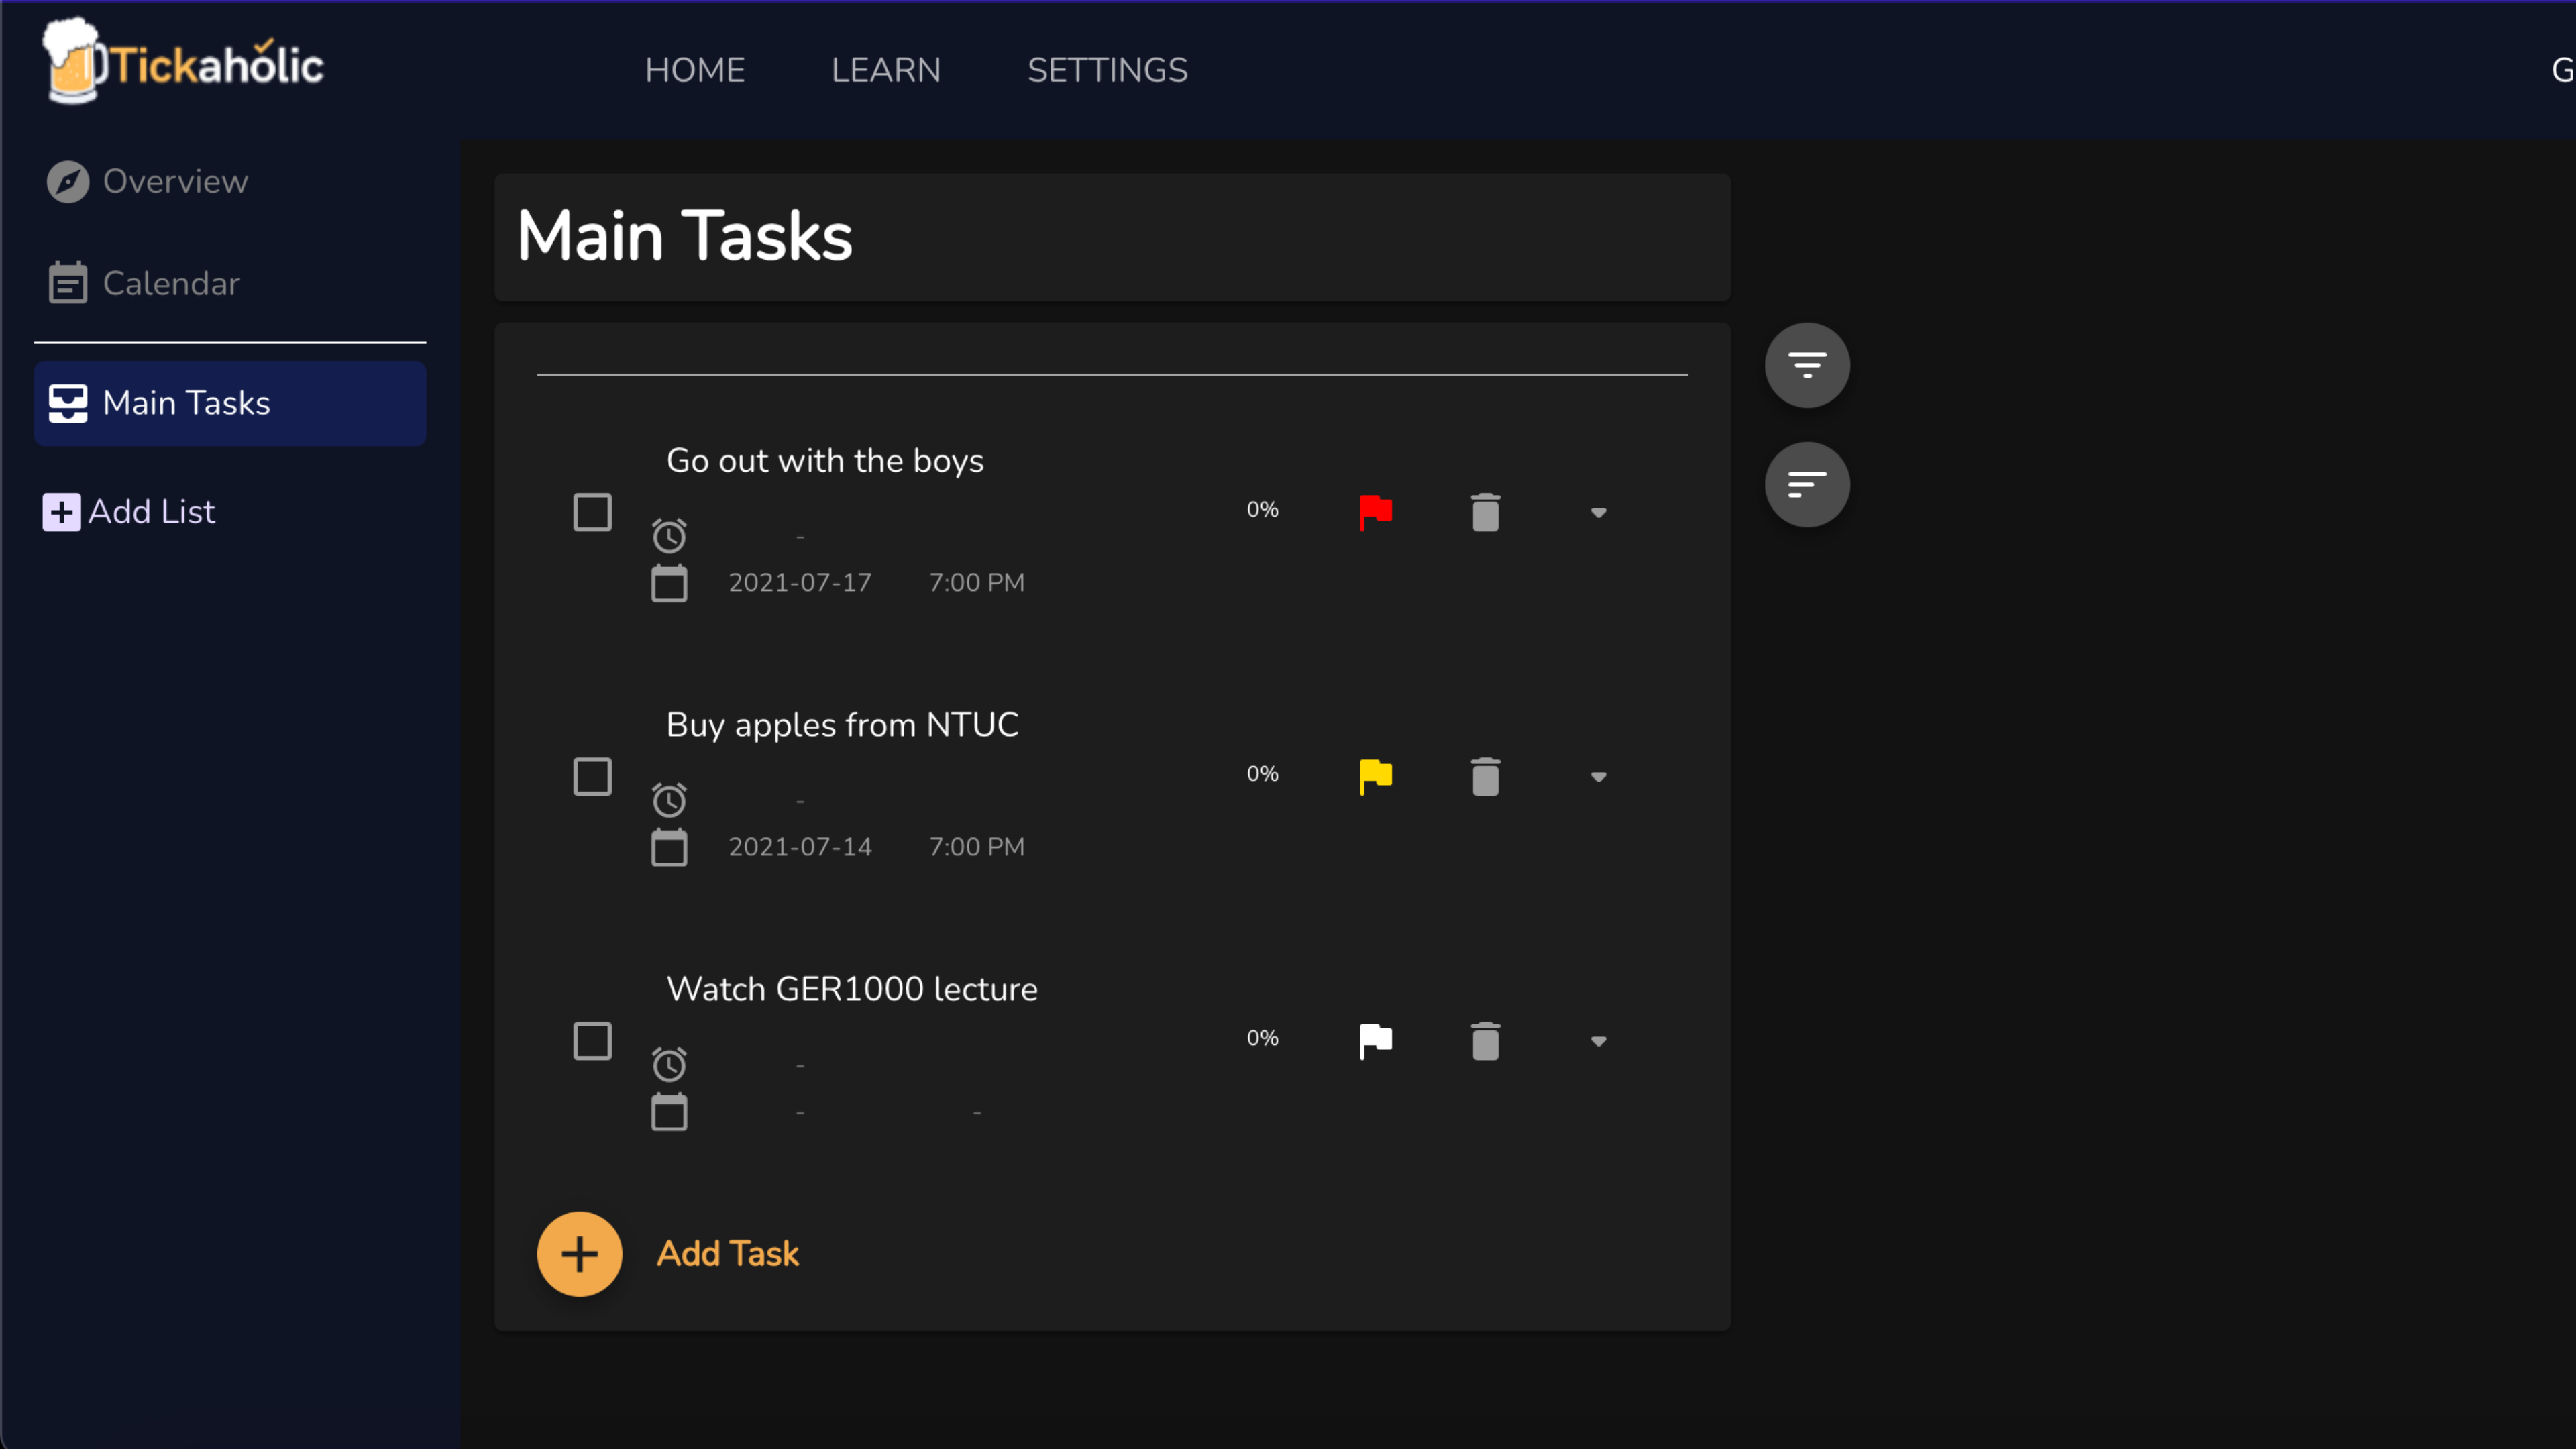 Tickaholic
HOME LEARN SETTINGS G
Overview
Calendar
Main Tasks
Add List
Main Tasks
Go out with the boys
0%
-
2021-07-17 7:00 PM
Buy apples from NTUC
0%
-
2021-07-14 7:00 PM
Watch GER1000 lecture
0%
-
- -
Add Task